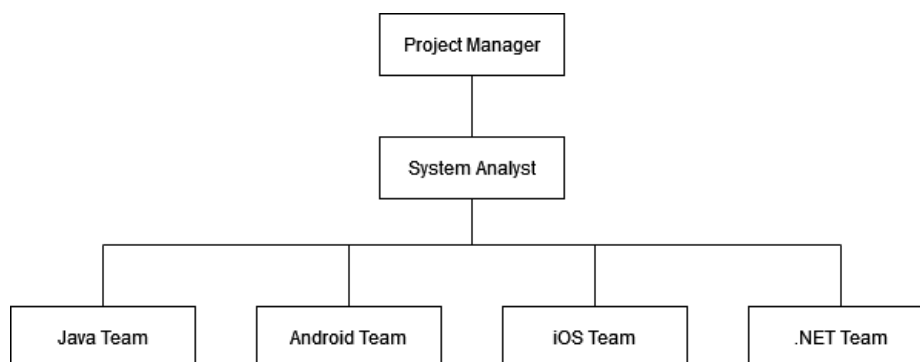 Project Manager
System Analyst
Java Team
Android Team
iOS Team
.NET Team